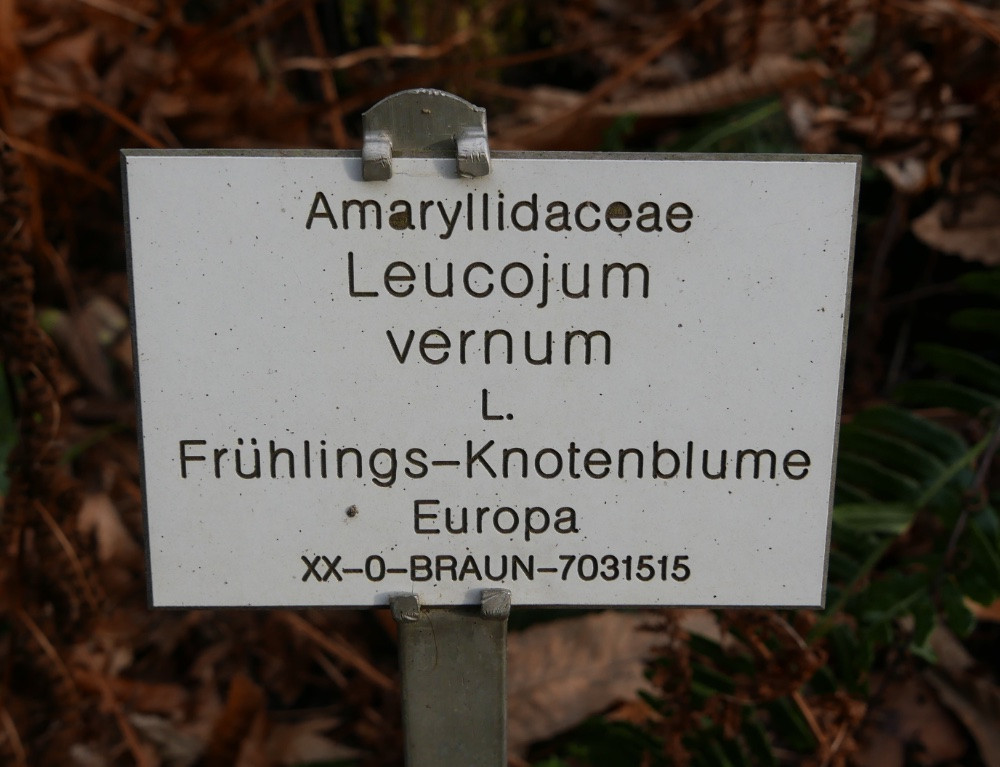 Amaryllidaceae
Leucojum
vernum
L.
Frühlings-Knotenblume
Europa
XX-0-BRAUN-7031515